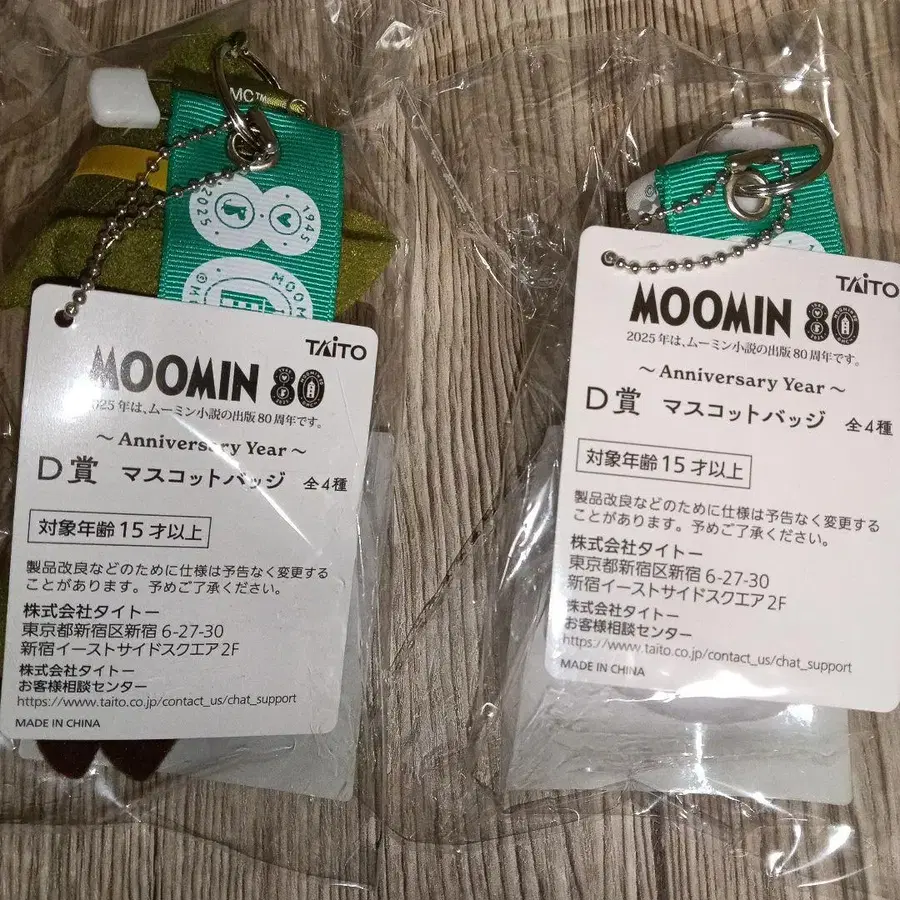 MC™
2025
1945
MOOM
TAITO
MOOMIN 80
2025年は、ムーミン小説の出版80周年です。
～Anniversary Year～
D賞 マスコットバッジ 全4種
対象年齢15才以上
製品改良などのために仕様は予告なく変更する
ことがあります。予めご了承ください。
株式会社タイトー
東京都新宿区新宿6-27-30
新宿イーストサイドスクエア2F
株式会社タイトー
お客様相談センター
https://www.taito.co.jp/contact_us/chat_support
MADE IN CHINA
TAITO
MOOMIN 80
2025年は、ムーミン小説の出版80周年です。
～Anniversary Year～
D賞 マスコットバッジ 全4種
対象年齢15才以上
製品改良などのために仕様は予告なく変更する
ことがあります。予めご了承ください。
株式会社タイトー
東京都新宿区新宿6-27-30
新宿イーストサイドスクエア2F
株式会社タイトー
お客様相談センター
https://www.taito.co.jp/contact_us/chat_support
MADE IN CHINA